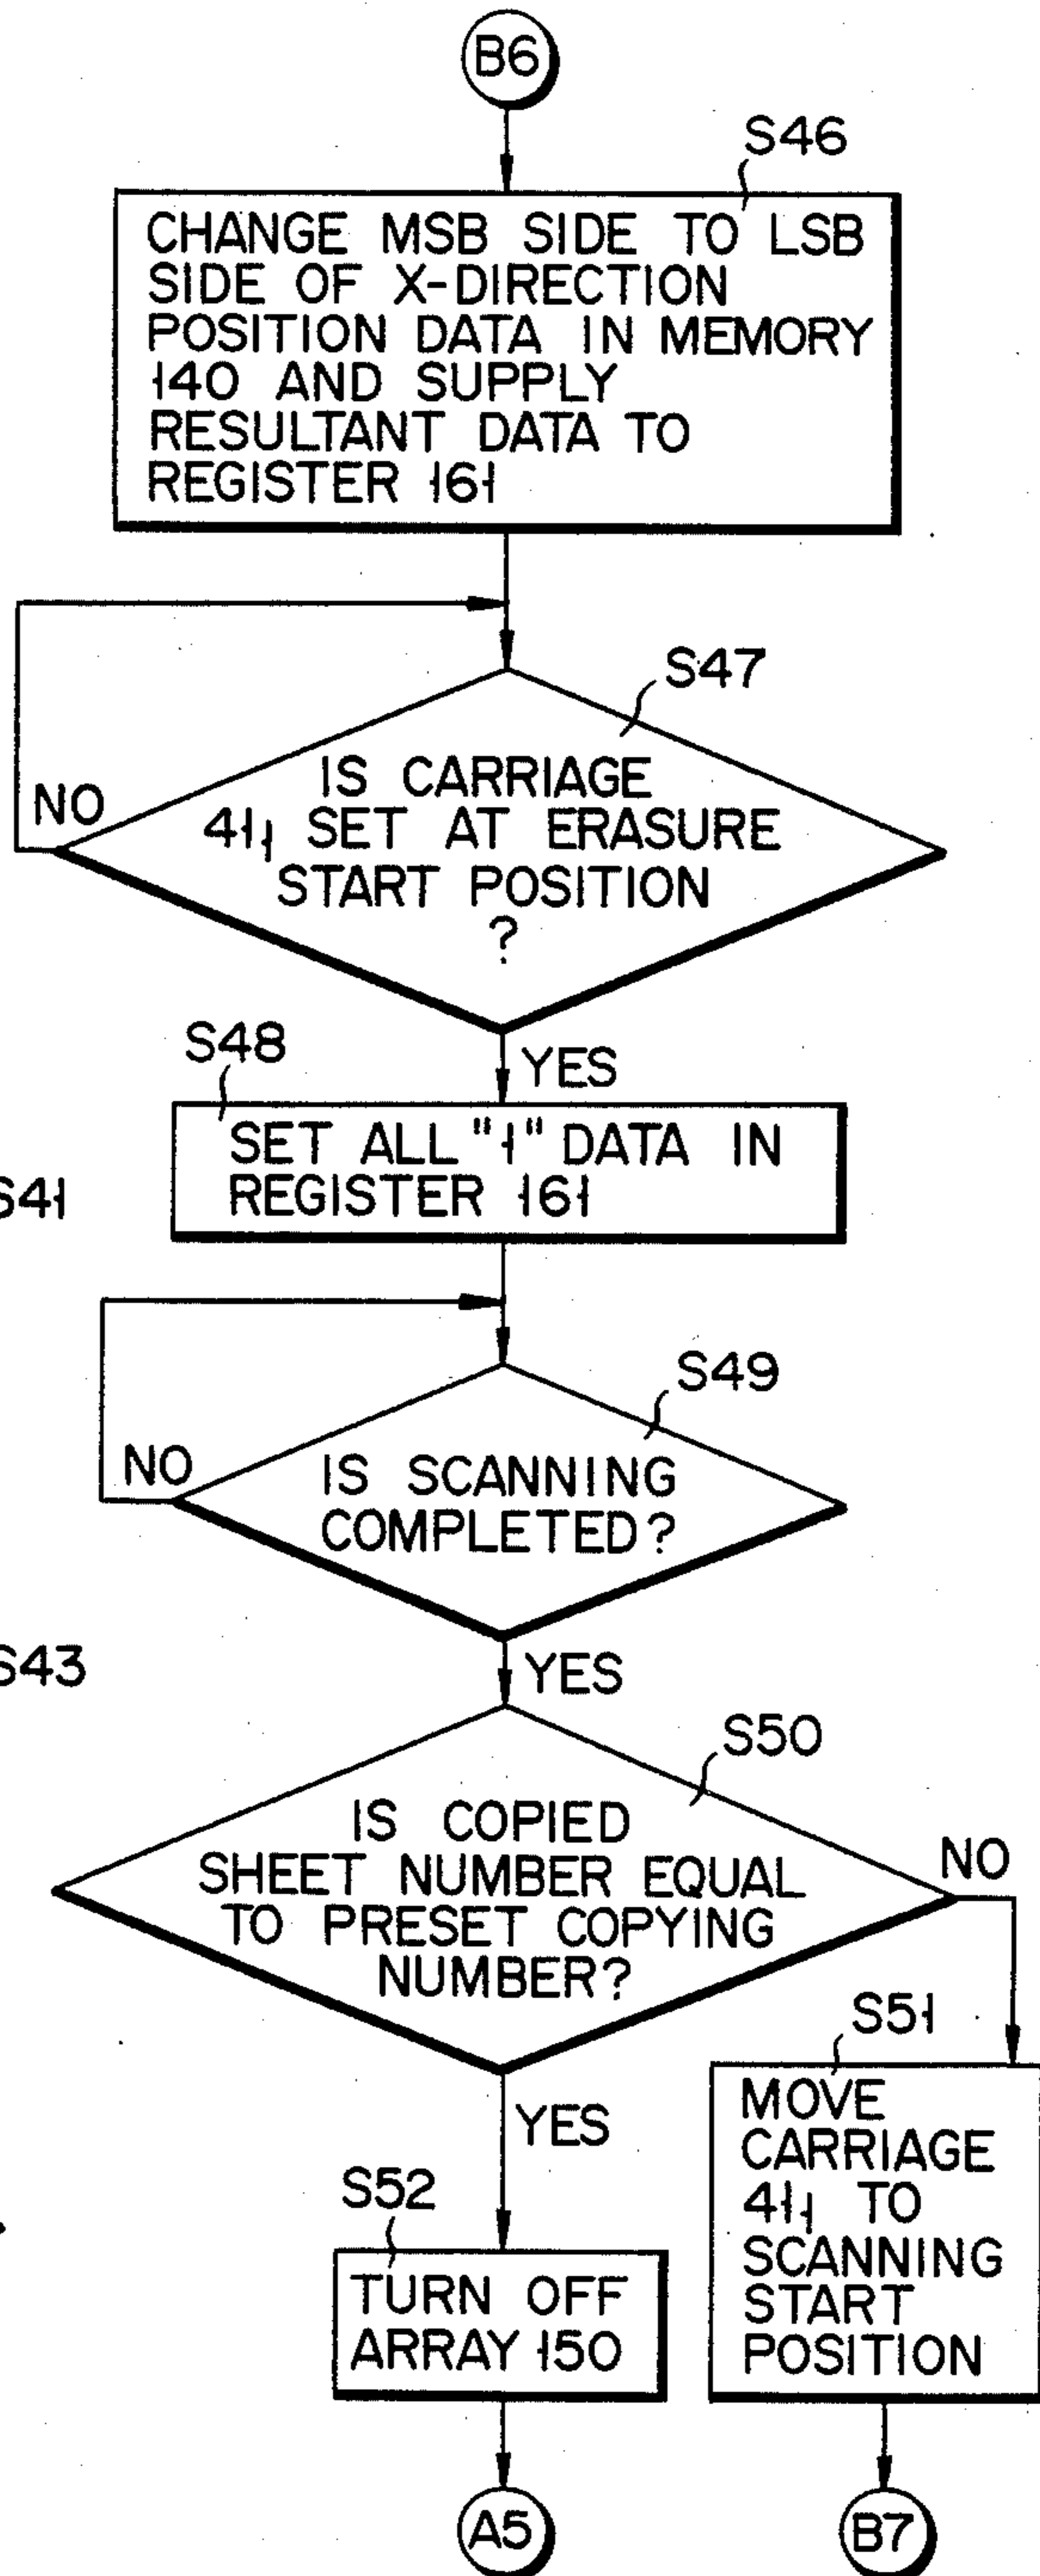 B6
S46
CHANGE MSB SIDE TO LSB
SIDE OF X-DIRECTION
POSITION DATA IN MEMORY
140 AND SUPPLY
RESULTANT DATA TO
REGISTER 161
S47
IS CARRIAGE
41₁ SET AT ERASURE
START POSITION
?
NO
YES
S48
SET ALL "1" DATA IN
REGISTER 161
S41
S49
IS SCANNING
COMPLETED?
NO
YES
S43
S50
IS COPIED
SHEET NUMBER EQUAL
TO PRESET COPYING
NUMBER?
NO
YES
S51
MOVE
CARRIAGE
41₁ TO
SCANNING
START
POSITION
S52
TURN OFF
ARRAY 150
A5
B7